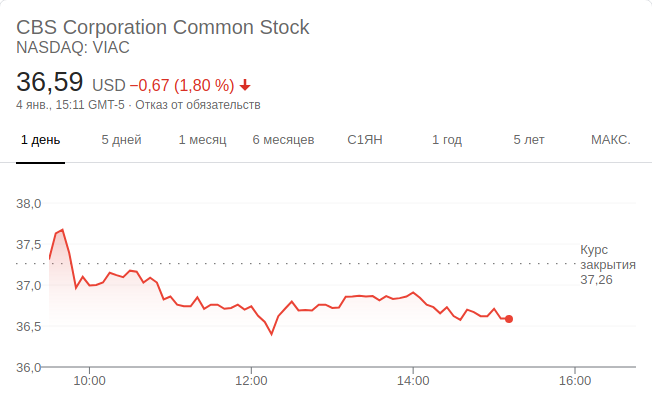 CBS Corporation Common Stock
NASDAQ: VIAC
36,59 USD −0,67 (1,80 %)
4 янв., 15:11 GMT-5 · Отказ от обязательств
1 день 5 дней 1 месяц 6 месяцев С1ЯН 1 год 5 лет МАКС.
38,0
37,5
37,0
36,5
36,0
Курс
закрытия
37,26
10:00 12:00 14:00 16:00